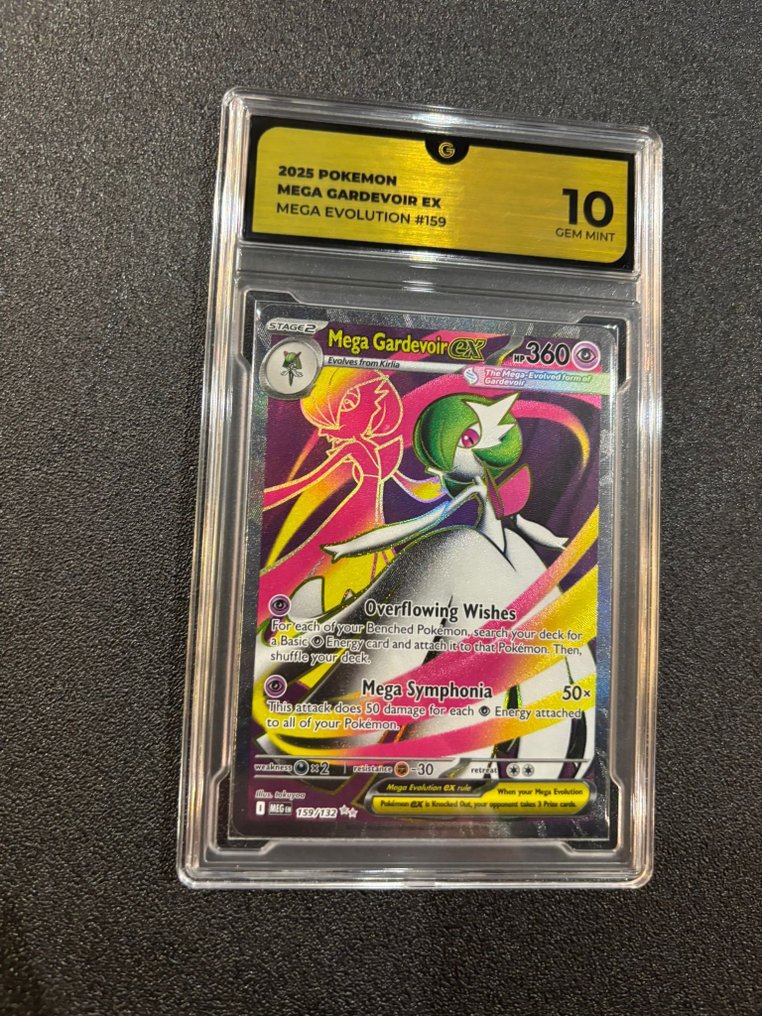 G
2025 POKEMON
MEGA GARDEVOIR EX
MEGA EVOLUTION #159
10
GEM MINT
STAGE 2
Mega Gardevoir ex
HP 360
Evolves from Kirlia
The Mega-Evolved form of
Gardevoir
Overflowing Wishes
For each of your Benched Pokémon, search your deck for
a Basic Energy card and attach it to that Pokémon. Then,
shuffle your deck.
Mega Symphonia 50×
This attack does 50 damage for each Energy attached
to all of your Pokémon.
weakness ×2 resistance -30 retreat
Illus. takuyoa
Mega Evolution ex rule
When your Mega Evolution
Pokémon ex is Knocked Out, your opponent takes 3 Prize cards.
I MEG EN 159/132